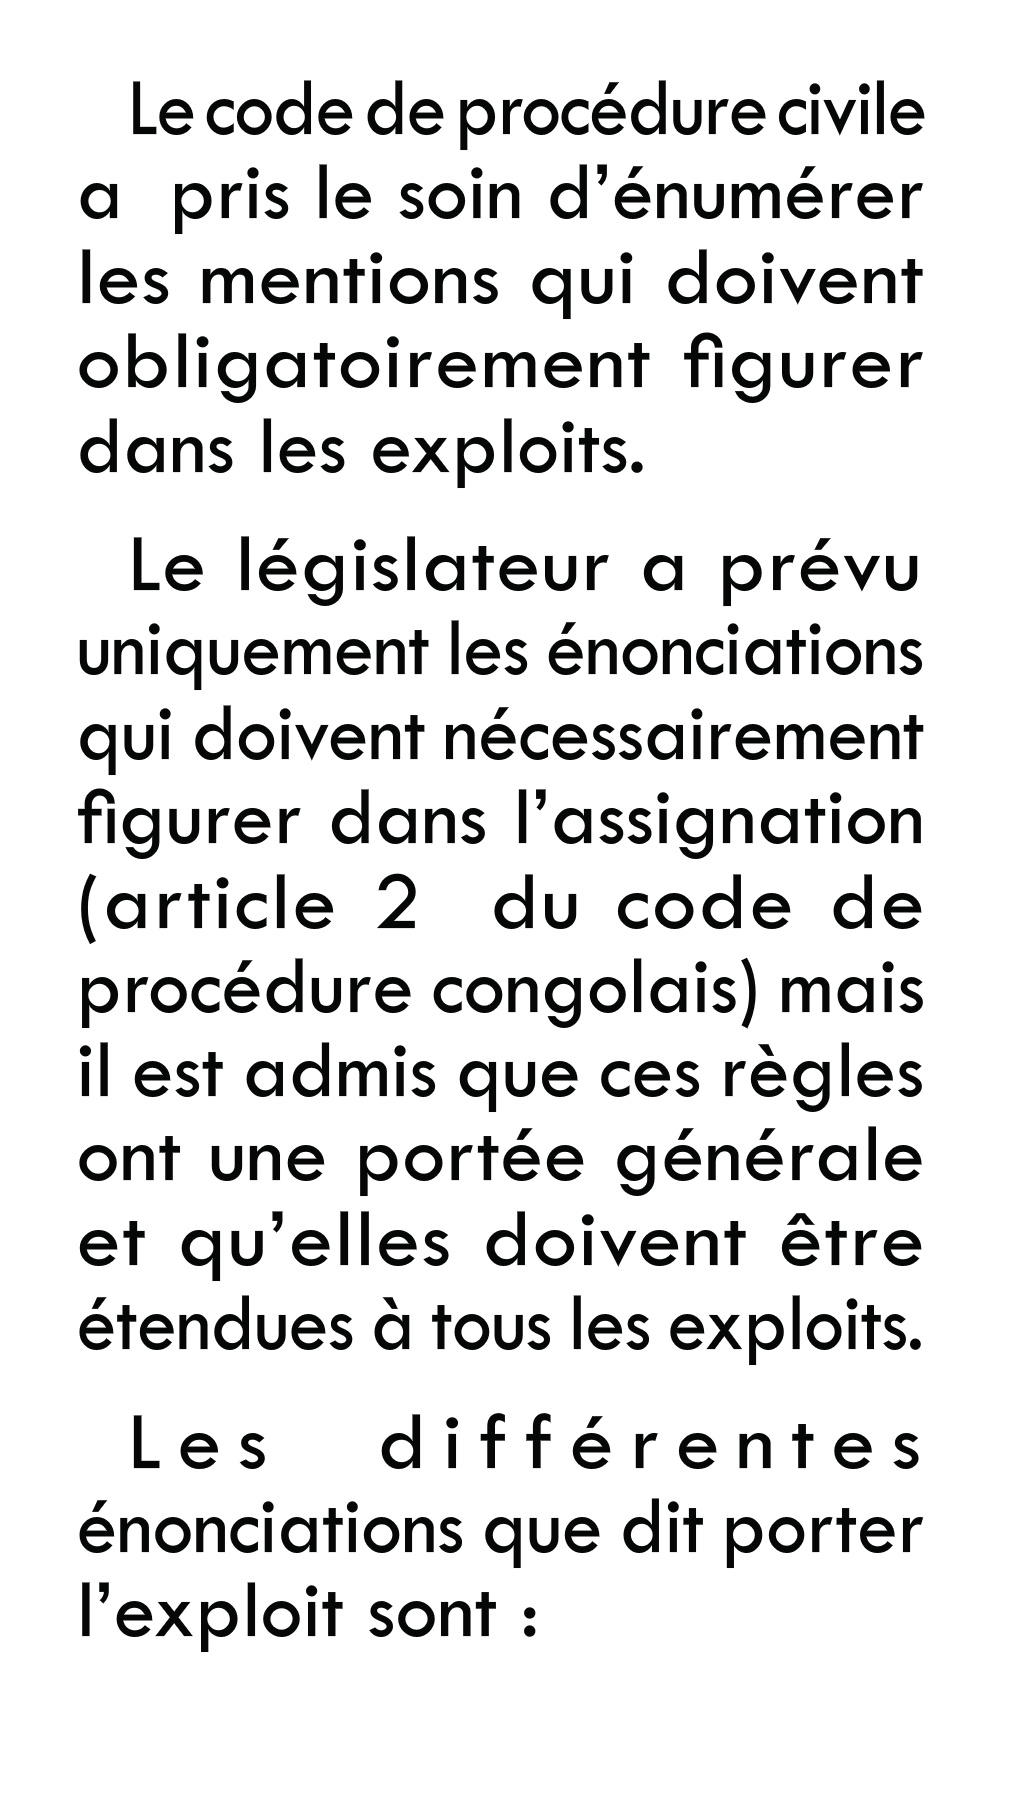 Le code de procédure civile
a pris le soin d’énumérer
les mentions qui doivent
obligatoirement figurer
dans les exploits.
Le législateur a prévu
uniquement les énonciations
qui doivent nécessairement
figurer dans l’assignation
(article 2 du code de
procédure congolais) mais
il est admis que ces règles
ont une portée générale
et qu’elles doivent être
étendues à tous les exploits.
Les différentes
énonciations que dit porter
l’exploit sont :